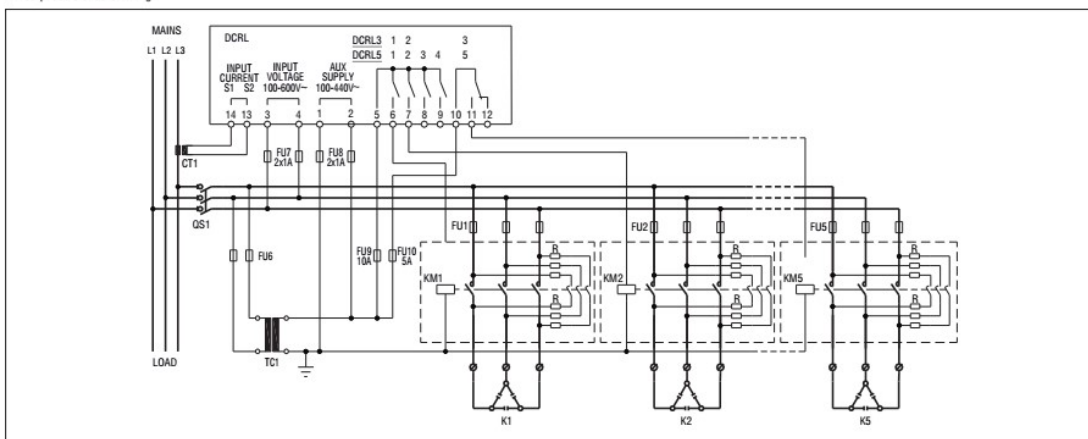 MAINS
L1 L2 L3
DCRL
DCRL3 1 2 3
DCRL5 1 2 3 4 5
INPUT CURRENT
S1 S2
INPUT VOLTAGE
100-600V~
AUX SUPPLY
100-440V~
14 13 3 4 1 2 5 6 7 8 9 10 11 12
CT1
FU7
2x1A
FU8
2x1A
QS1
FU6
FU9
10A
FU10
5A
FU1
FU2
FU5
R
R
R
KM1
KM2
KM5
R
R
R
LOAD
TC1
K1
K2
K5